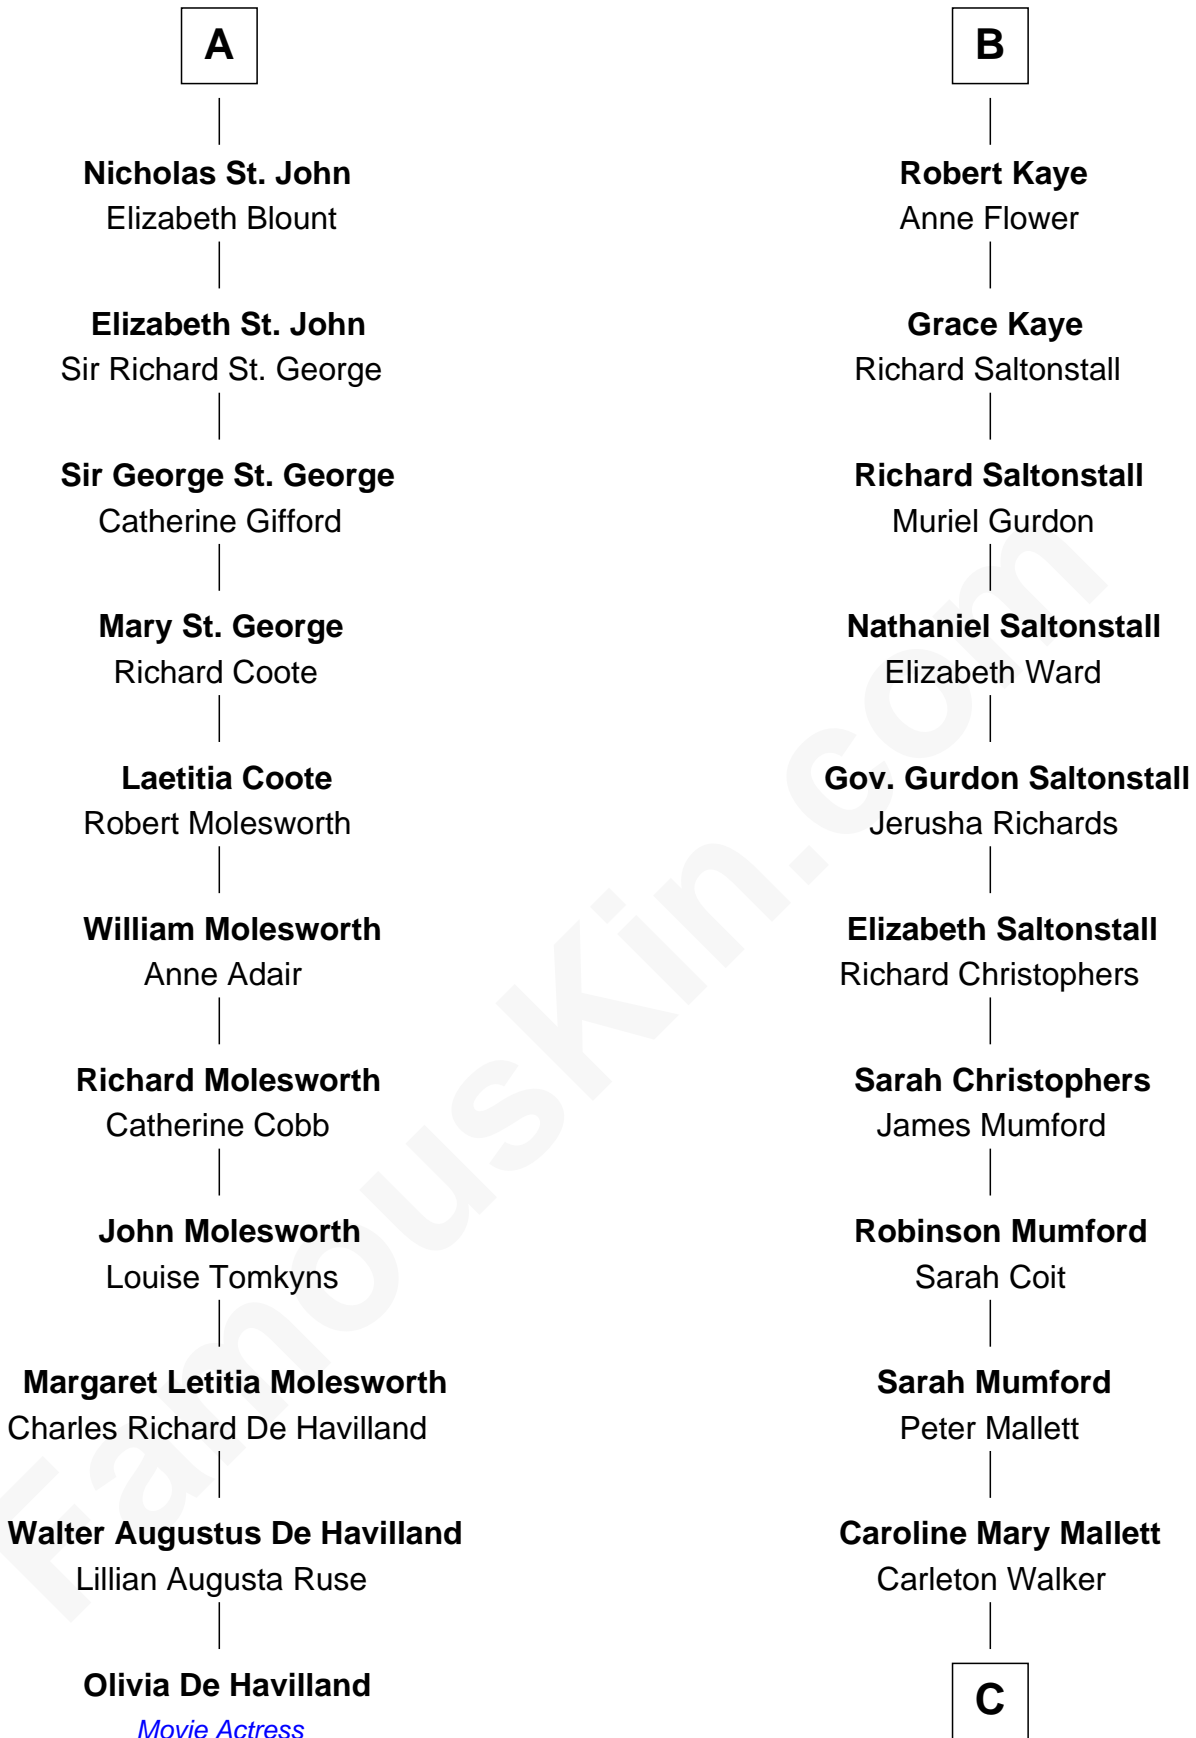 A
Nicholas St. John
Elizabeth Blount
Elizabeth St. John
Sir Richard St. George
Sir George St. George
Catherine Gifford
Mary St. George
Richard Coote
Laetitia Coote
Robert Molesworth
William Molesworth
Anne Adair
Richard Molesworth
Catherine Cobb
John Molesworth
Louise Tomkyns
Margaret Letitia Molesworth
Charles Richard De Havilland
Walter Augustus De Havilland
Lillian Augusta Ruse
Olivia De Havilland
Movie Actress
B
Robert Kaye
Anne Flower
Grace Kaye
Richard Saltonstall
Richard Saltonstall
Muriel Gurdon
Nathaniel Saltonstall
Elizabeth Ward
Gov. Gurdon Saltonstall
Jerusha Richards
Elizabeth Saltonstall
Richard Christophers
Sarah Christophers
James Mumford
Robinson Mumford
Sarah Coit
Sarah Mumford
Peter Mallett
Caroline Mary Mallett
Carleton Walker
C
FamousKin.com